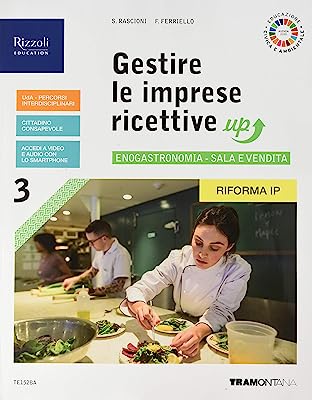 S. RASCIONI F. FERRIELLO
Rizzoli
EDUCATION
Gestire
le imprese
ricettive up
UdA - PERCORSI
INTERDISCIPLINARI
CITTADINO
CONSAPEVOLE
ACCEDI A VIDEO
E AUDIO CON
LO SMARTPHONE
ENOGASTRONOMIA - SALA E VENDITA
3
RIFORMA IP
TE1528A
TRAMONTANA